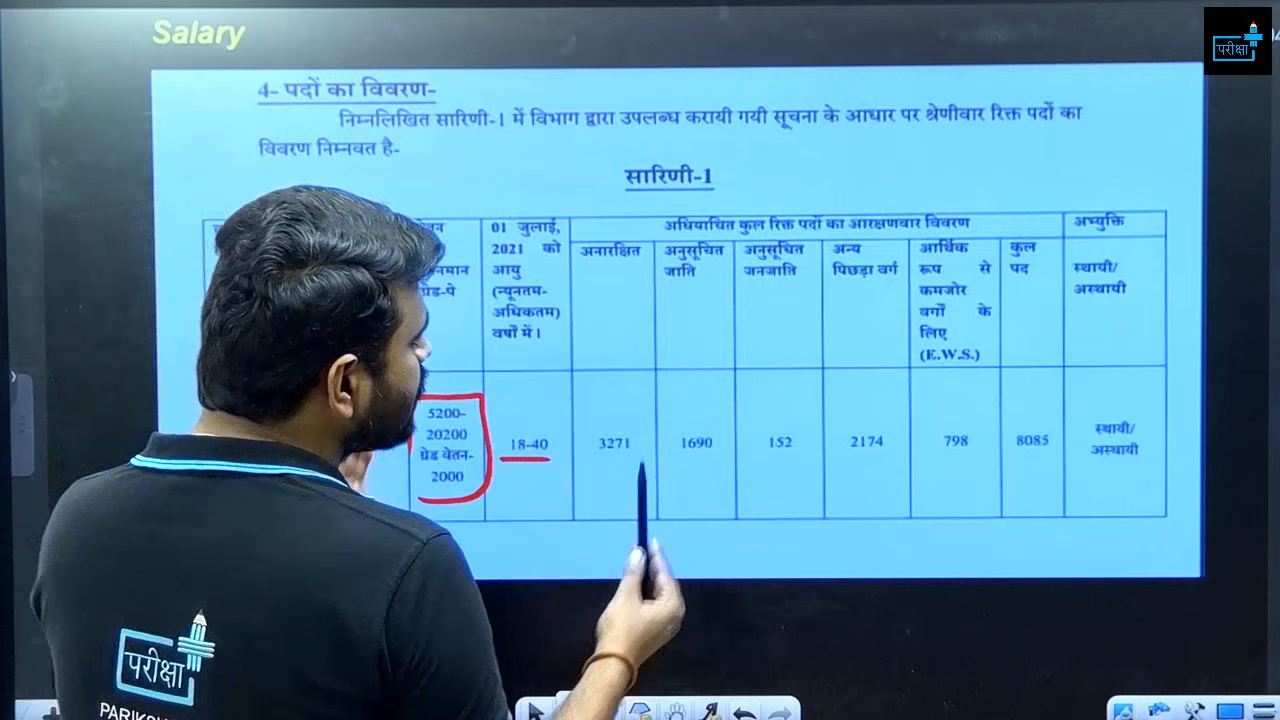 Salary
परीक्षा
4- पदों का विवरण-
निम्नलिखित सारिणी-1 में विभाग द्वारा उपलब्ध करायी गयी सूचना के आधार पर श्रेणीवार रिक्त पदों का
विवरण निम्नवत है-
सारिणी-1
ग्रेड-पे
01 जुलाई,
2021 को
आयु
(न्यूनतम-
अधिकतम)
वर्षों में।
अधियाचित कुल रिक्त पदों का आरक्षणवार विवरण
अनारक्षित
अनुसूचित
जाति
अनुसूचित
जनजाति
अन्य
पिछड़ा वर्ग
आर्थिक
रूप से
कमजोर
वर्गों के
लिए
(E.W.S.)
कुल
पद
अभ्युक्ति
स्थायी/
अस्थायी
5200-
20200
ग्रेड वेतन-
2000
18-40
3271
1690
152
2174
798
8085
स्थायी/
अस्थायी
परीक्षा